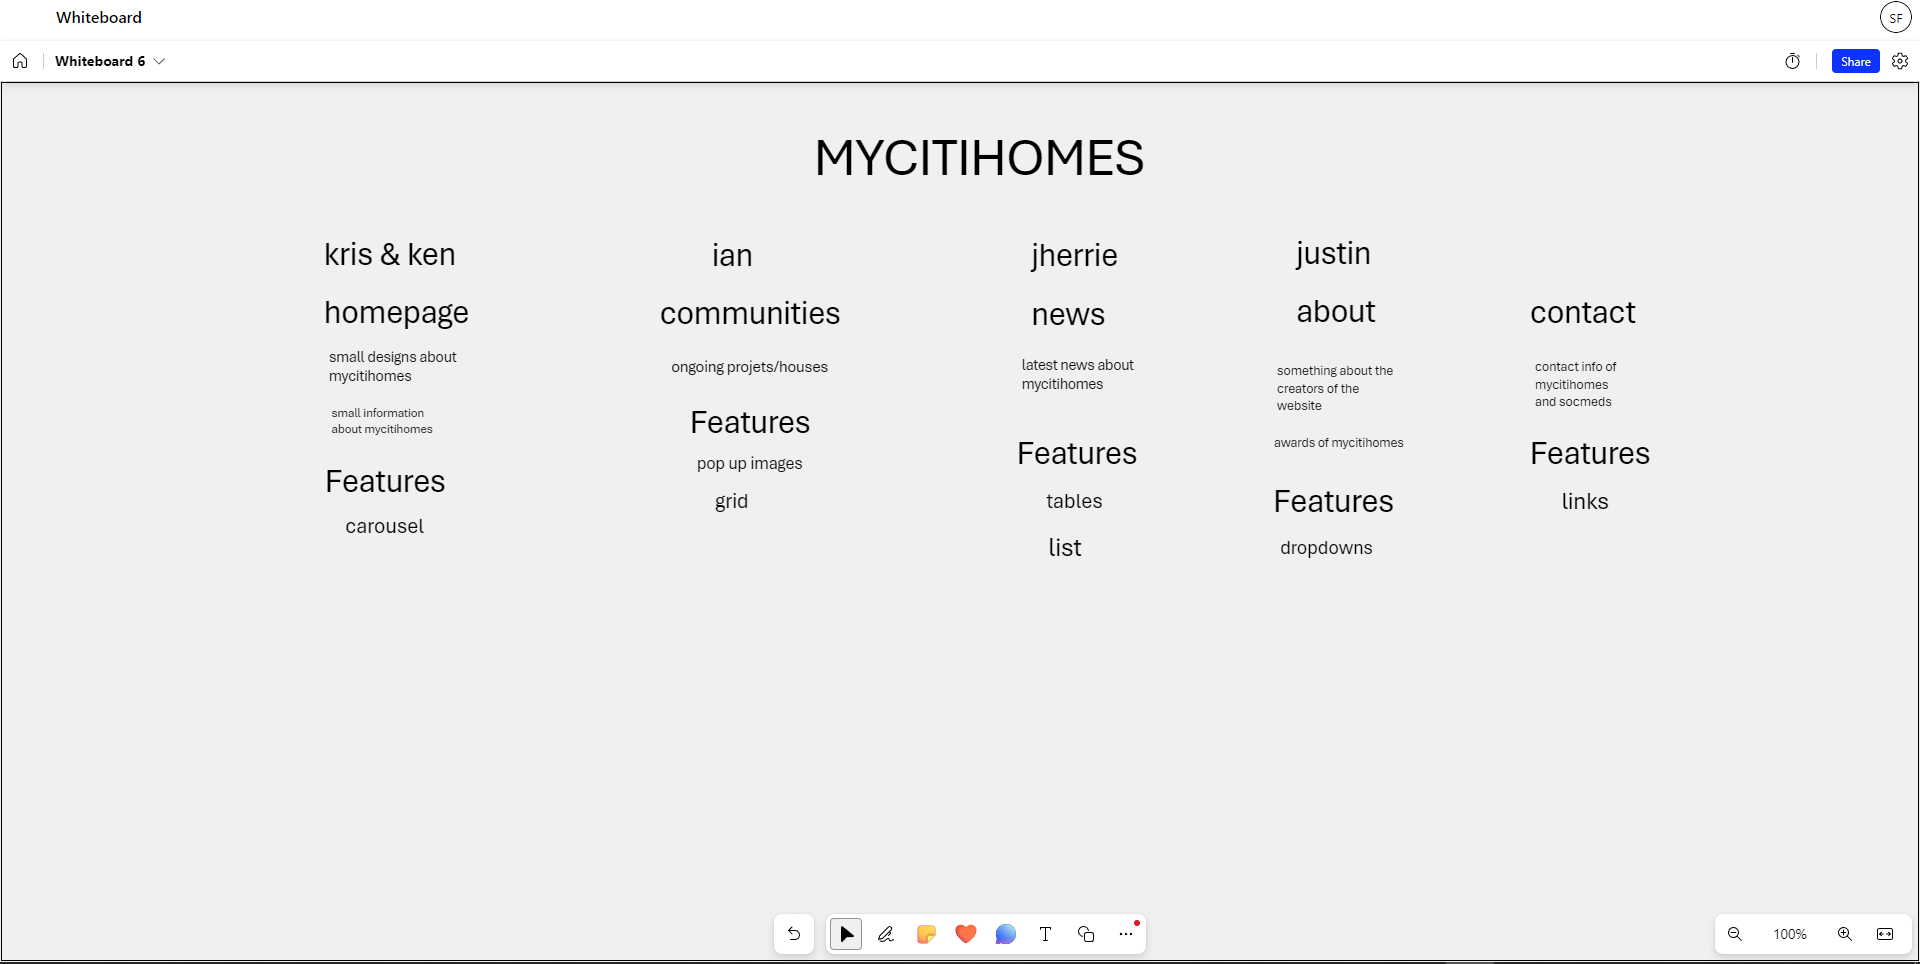 Whiteboard
SF
Whiteboard 6
Share
MYCITIHOMES
kris & ken
homepage
small designs about
mycitihomes
small information
about mycitihomes
Features
carousel
ian
communities
ongoing projets/houses
Features
pop up images
grid
jherrie
news
latest news about
mycitihomes
Features
tables
list
justin
about
something about the
creators of the
website
awards of mycitihomes
Features
dropdowns
contact
contact info of
mycitihomes
and socmeds
Features
links
T
100%